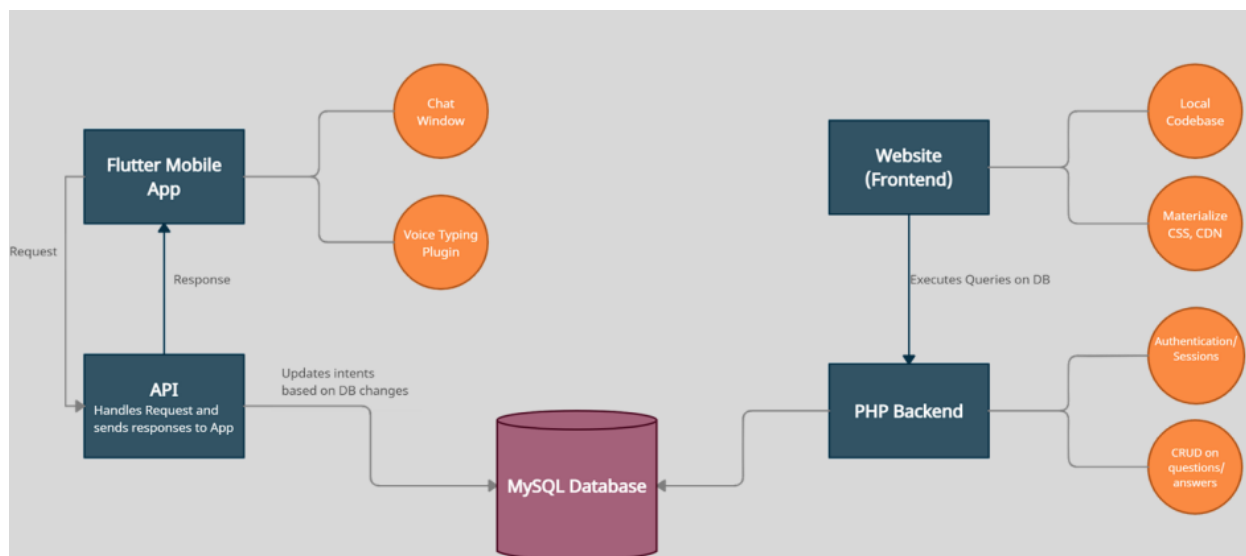 Chat
Window
Flutter Mobile
App
Voice Typing
Plugin
Request
Response
API
Handles Request and
sends responses to App
Updates intents
based on DB changes
MySQL Database
Website
(Frontend)
Local
Codebase
Materialize
CSS, CDN
Executes Queries on DB
PHP Backend
Authentication/
Sessions
CRUD on
questions/
answers